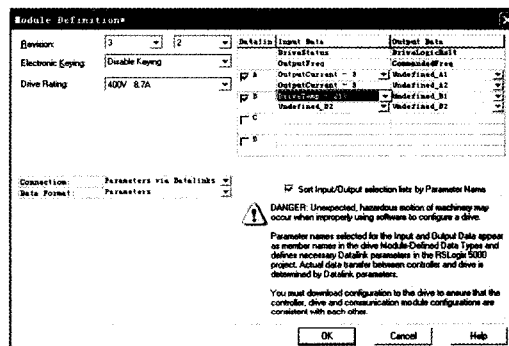 Module Definition*
Revision: 3 2
Electronic Keying: Disable Keying
Drive Rating: 400V 8.7A
Connection: Parameters via Datalinks
Data Format: Parameters
Datalin Input Data Output Data
DriveStatus DriveLogicRslt
OutputFreq CommandedFreq
A OutputCurrent - 3 Undefined_A1
OutputCurrent - 3 Undefined_A2
B Undefined_B1
Undefined_B2 Undefined_B2
C
D
Sort Input/Output selection lists by Parameter Name
DANGER: Unexpected, hazardous motion of machinery may
occur when improperly using software to configure a drive.
Parameter names selected for the Input and Output Data appear
as member names in the drive Module-Defined Data Types and
defines necessary Datalink parameters in the RSLogix 5000
project. Actual data transfer between controller and drive is
determined by Datalink parameters.
You must download configuration to the drive to ensure that the
controller, drive and communication module configurations are
consistent with each other.
OK Cancel Help